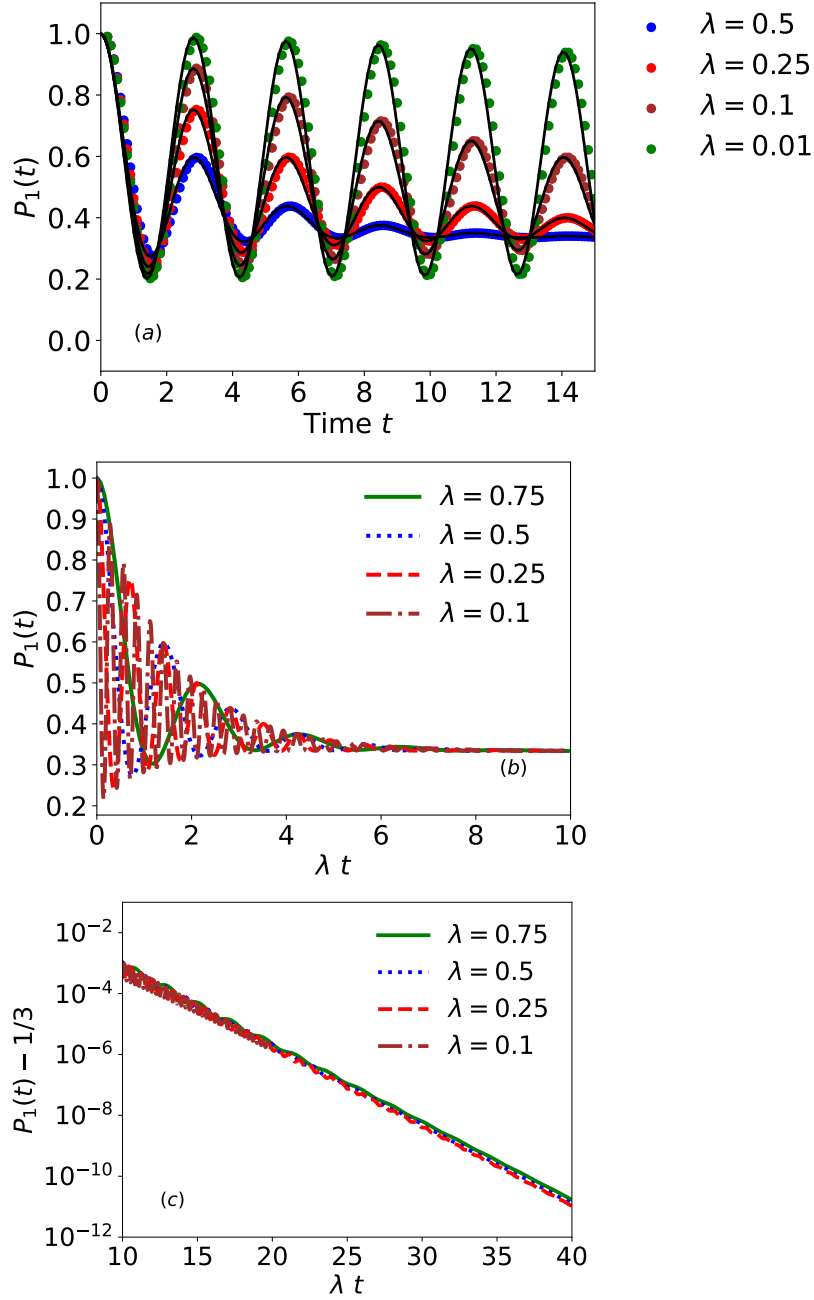 1.0
0.8
0.6
0.4
0.2
0.0
P₁(t)
(a)
0 2 4 6 8 10 12 14
Time t
λ = 0.5
λ = 0.25
λ = 0.1
λ = 0.01
1.0
0.9
0.8
0.7
0.6
0.5
0.4
0.3
0.2
P₁(t)
λ = 0.75
λ = 0.5
λ = 0.25
λ = 0.1
(b)
0 2 4 6 8 10
λ t
10⁻²
10⁻⁴
10⁻⁶
10⁻⁸
10⁻¹⁰
10⁻¹²
P₁(t) − 1/3
λ = 0.75
λ = 0.5
λ = 0.25
λ = 0.1
(c)
10 15 20 25 30 35 40
λ t